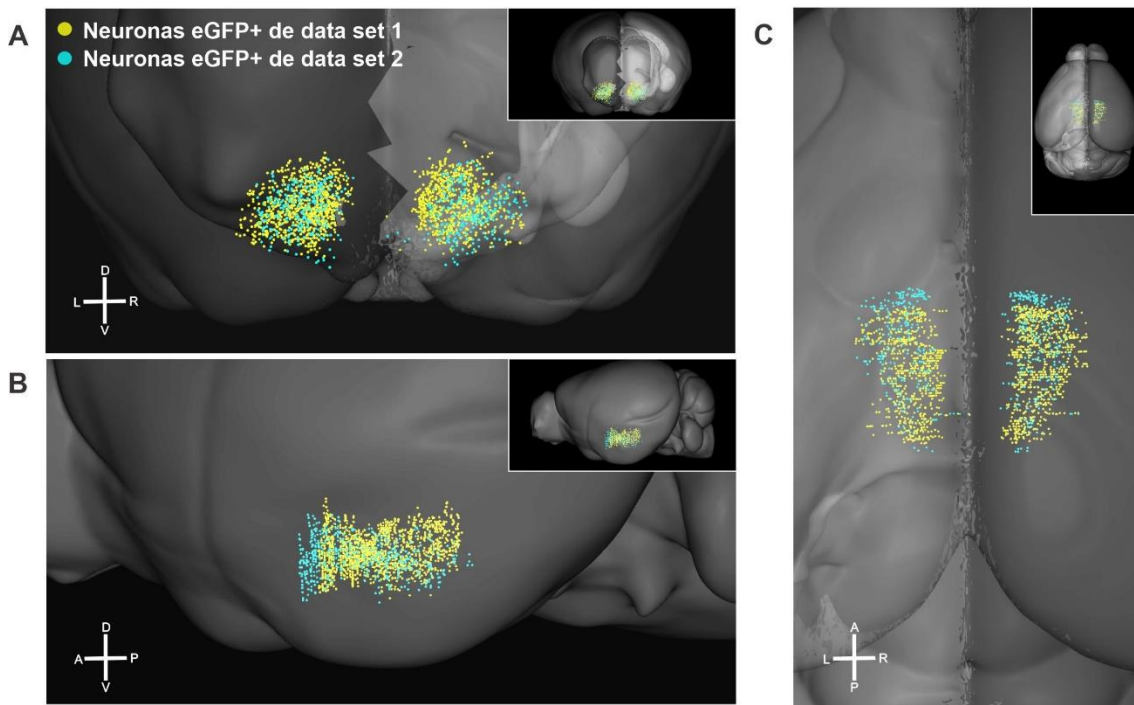 A
Neuronas eGFP+ de data set 1
Neuronas eGFP+ de data set 2
D
L R
V
B
D
A P
V
C
A
L R
P